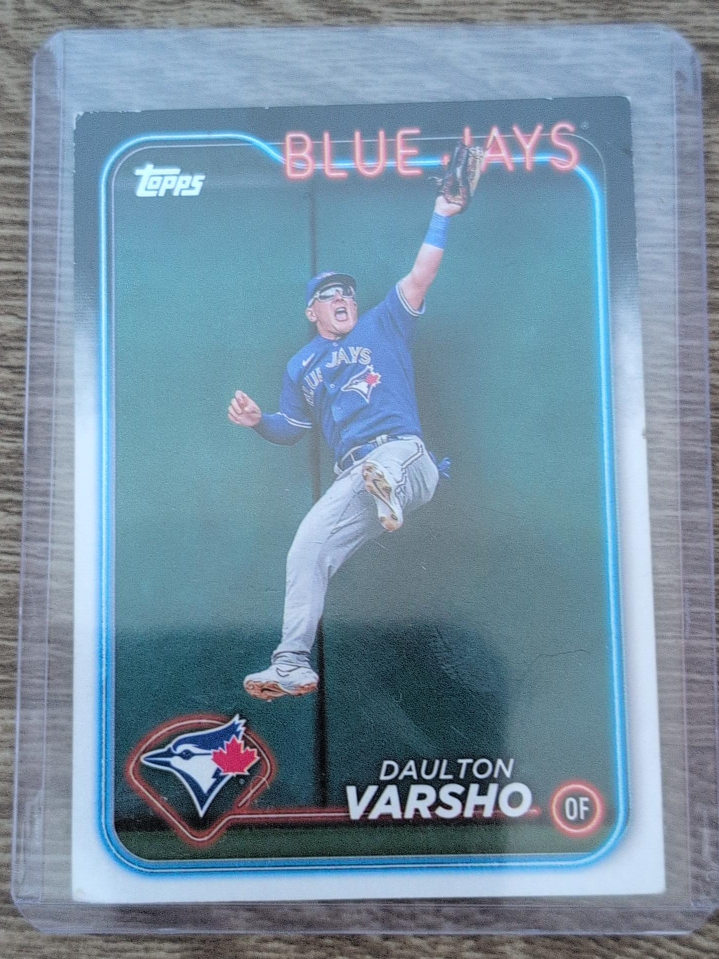 BLUE JAYS
topps
BLUE JAYS
DAULTON
VARSHO
OF